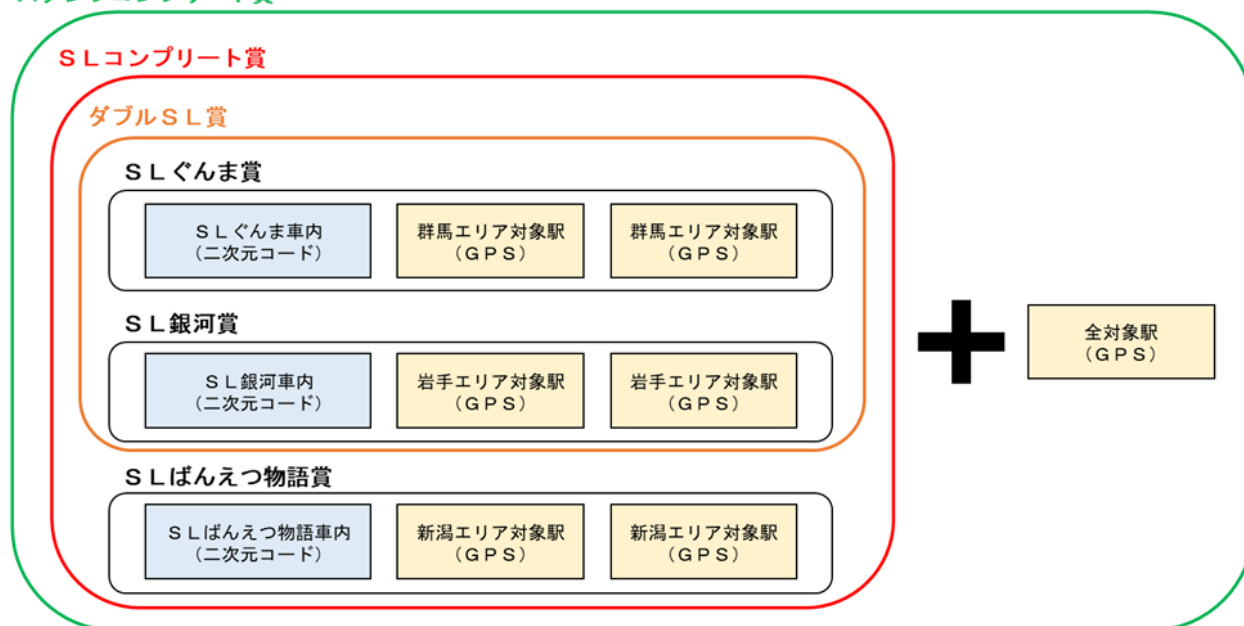 ＳＬコンプリート賞
ダブルＳＬ賞
ＳＬぐんま賞
ＳＬぐんま車内
（二次元コード）
群馬エリア対象駅
（ＧＰＳ）
群馬エリア対象駅
（ＧＰＳ）
ＳＬ銀河賞
ＳＬ銀河車内
（二次元コード）
岩手エリア対象駅
（ＧＰＳ）
岩手エリア対象駅
（ＧＰＳ）
全対象駅
（ＧＰＳ）
ＳＬばんえつ物語賞
ＳＬばんえつ物語車内
（二次元コード）
新潟エリア対象駅
（ＧＰＳ）
新潟エリア対象駅
（ＧＰＳ）